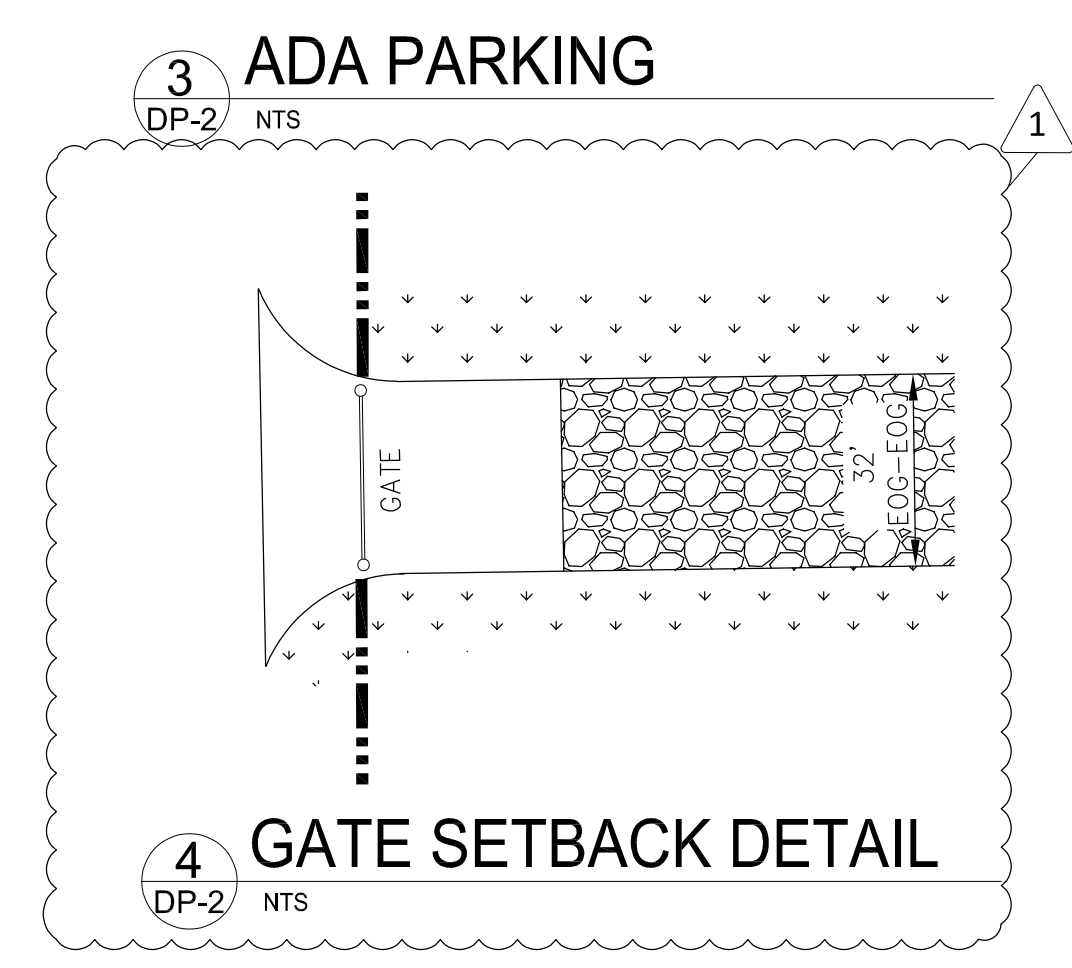 3
ADA PARKING
DP-2
NTS
1
GATE
32'
EOG-EOG
4
GATE SETBACK DETAIL
DP-2
NTS